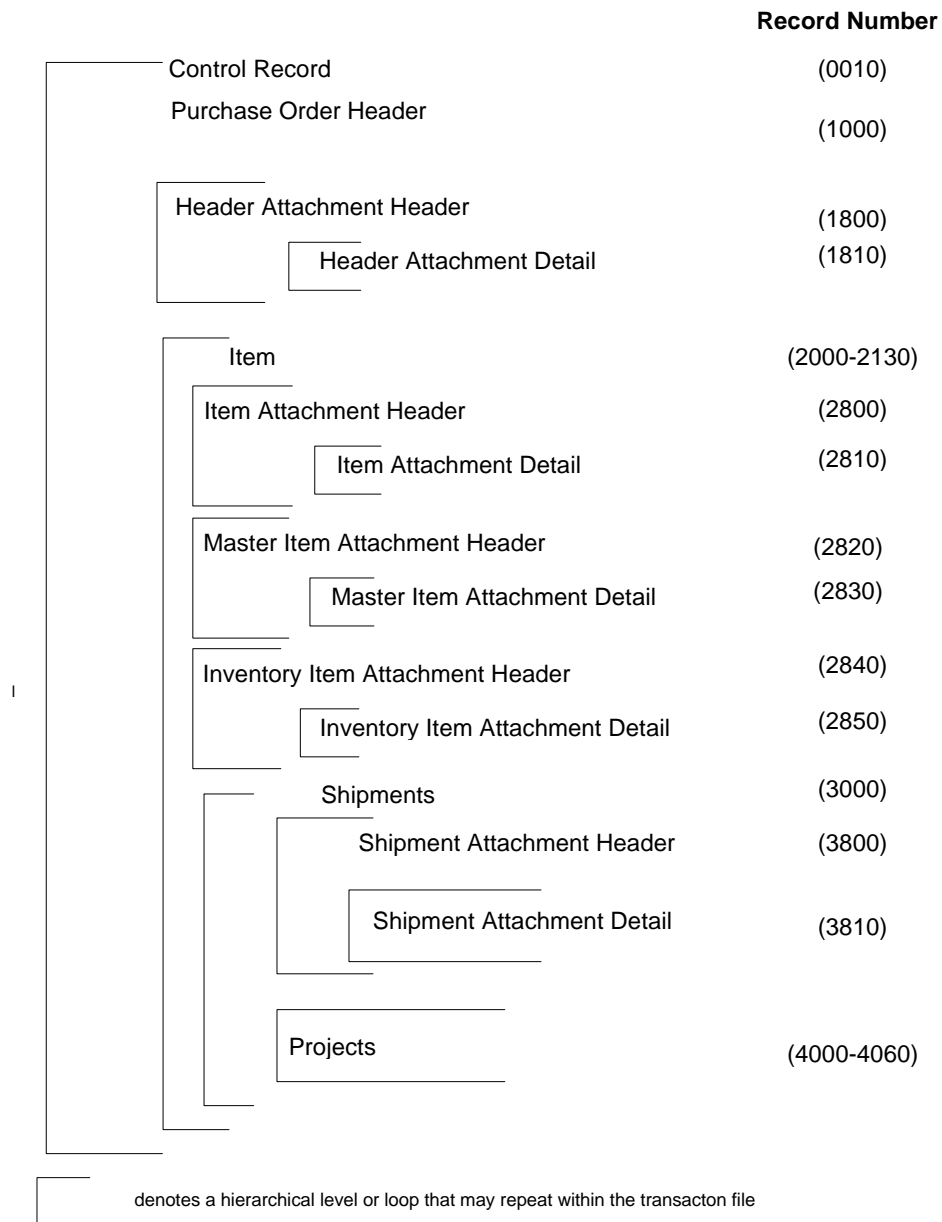 Record Number
Control Record (0010)
Purchase Order Header (1000)
Header Attachment Header (1800)
Header Attachment Detail (1810)
Item (2000-2130)
Item Attachment Header (2800)
Item Attachment Detail (2810)
Master Item Attachment Header (2820)
Master Item Attachment Detail (2830)
Inventory Item Attachment Header (2840)
Inventory Item Attachment Detail (2850)
Shipments (3000)
Shipment Attachment Header (3800)
Shipment Attachment Detail (3810)
Projects (4000-4060)
denotes a hierarchical level or loop that may repeat within the transacton file